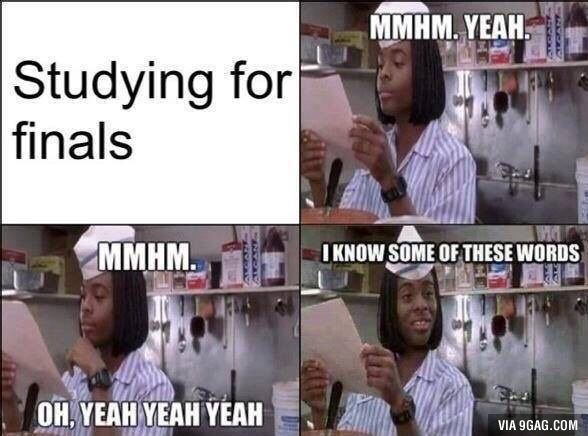 Studying for
finals
MMHM. YEAH.
MMHM.
OH, YEAH YEAH YEAH
I KNOW SOME OF THESE WORDS
VIA 9GAG.COM